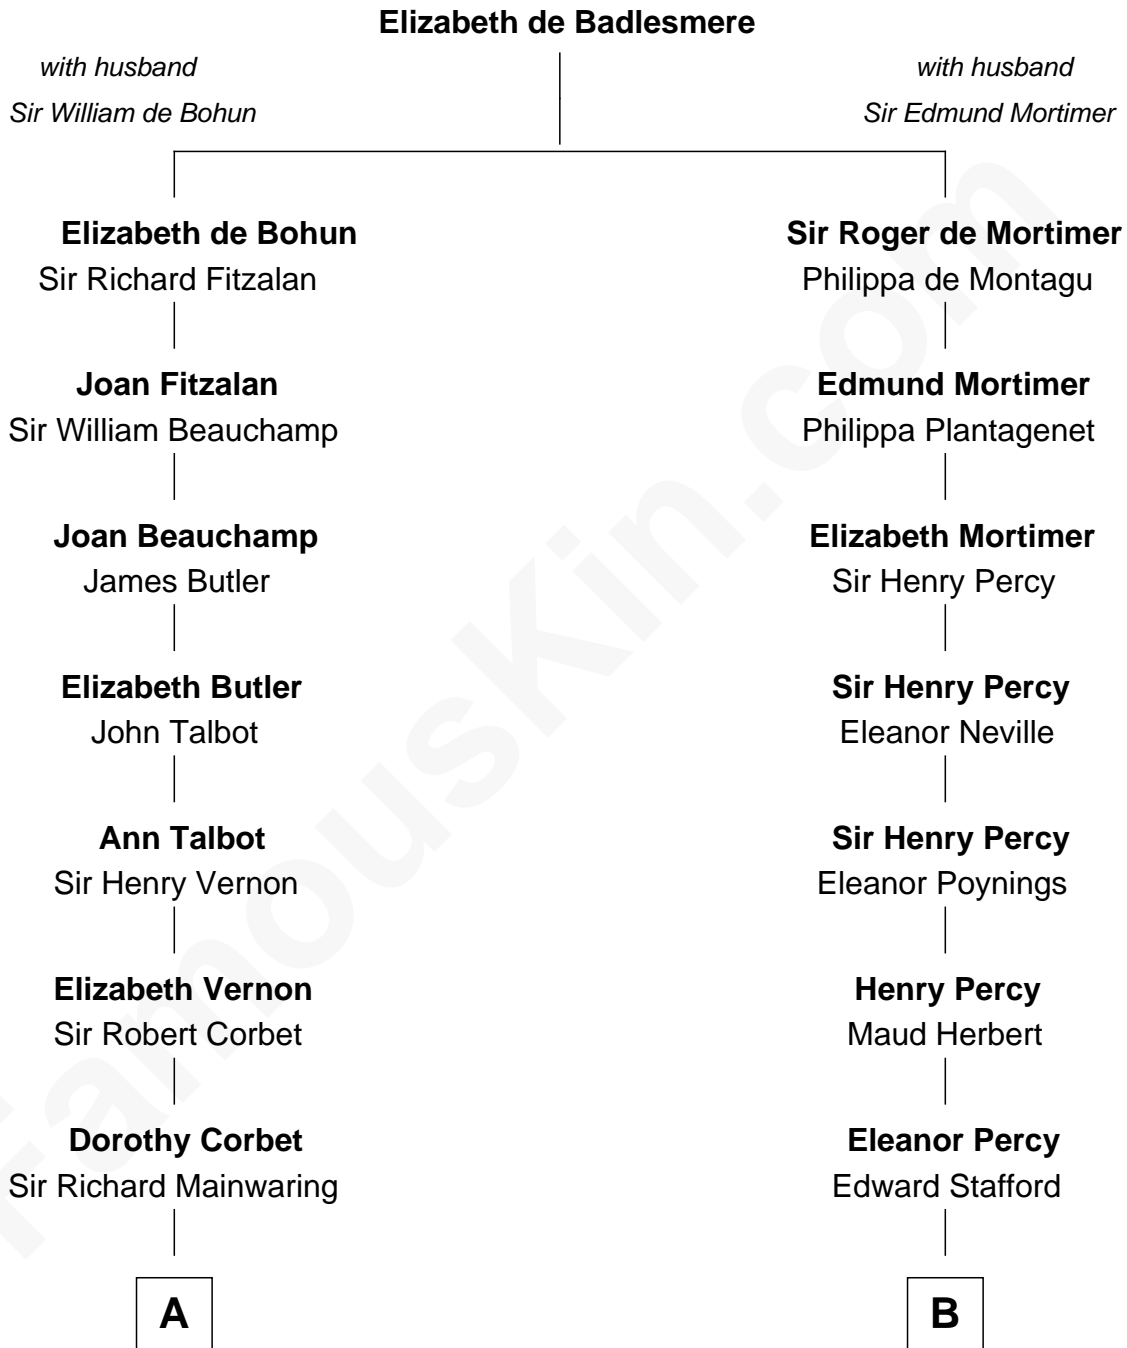 Elizabeth de Badlesmere
with husband
Sir William de Bohun
with husband
Sir Edmund Mortimer
Elizabeth de Bohun
Sir Richard Fitzalan
Sir Roger de Mortimer
Philippa de Montagu
Joan Fitzalan
Sir William Beauchamp
Edmund Mortimer
Philippa Plantagenet
Joan Beauchamp
James Butler
Elizabeth Mortimer
Sir Henry Percy
Elizabeth Butler
John Talbot
Sir Henry Percy
Eleanor Neville
Ann Talbot
Sir Henry Vernon
Sir Henry Percy
Eleanor Poynings
Elizabeth Vernon
Sir Robert Corbet
Henry Percy
Maud Herbert
Dorothy Corbet
Sir Richard Mainwaring
Eleanor Percy
Edward Stafford
A
B
FamousKin.com